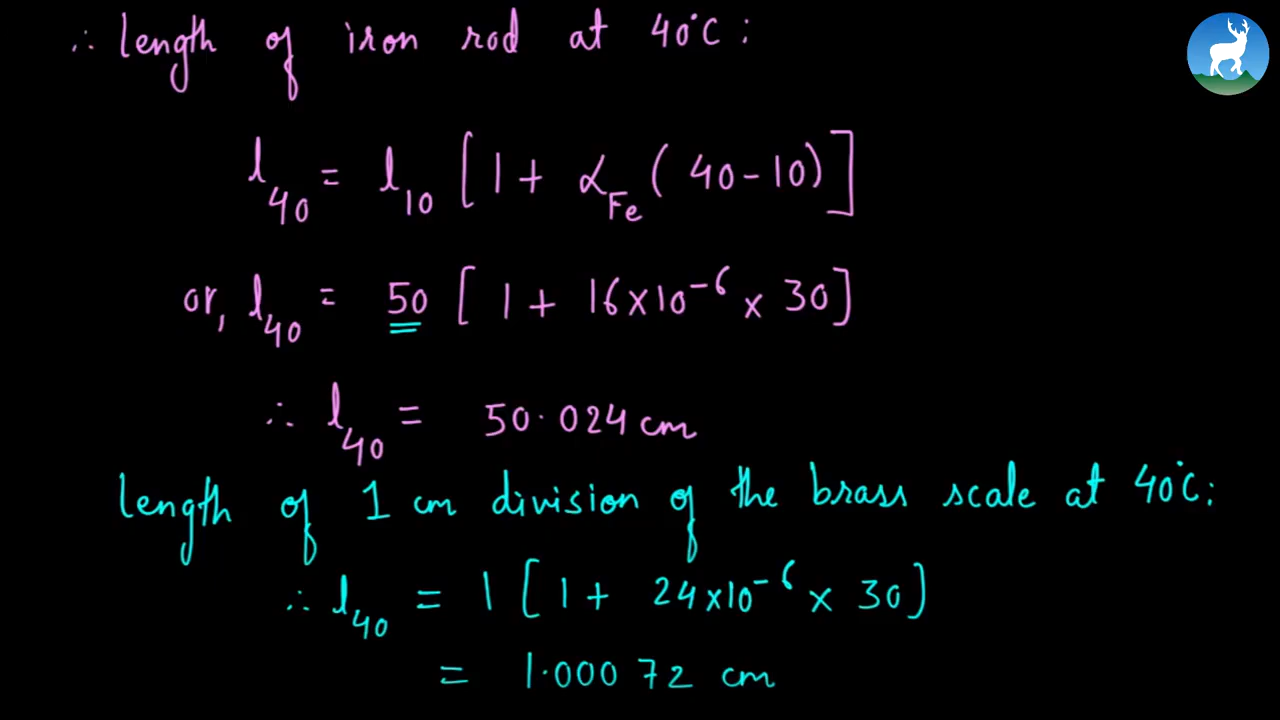 ∴ length of iron rod at 40°C :
l₄₀ = l₁₀ [ 1 + α_Fe ( 40 - 10 ) ]
or, l₄₀ = 50 [ 1 + 16 × 10⁻⁶ × 30 ]
∴ l₄₀ = 50.024 cm
length of 1 cm division of the brass scale at 40°C :
∴ l₄₀ = 1 [ 1 + 24 × 10⁻⁶ × 30 ]
= 1.00072 cm